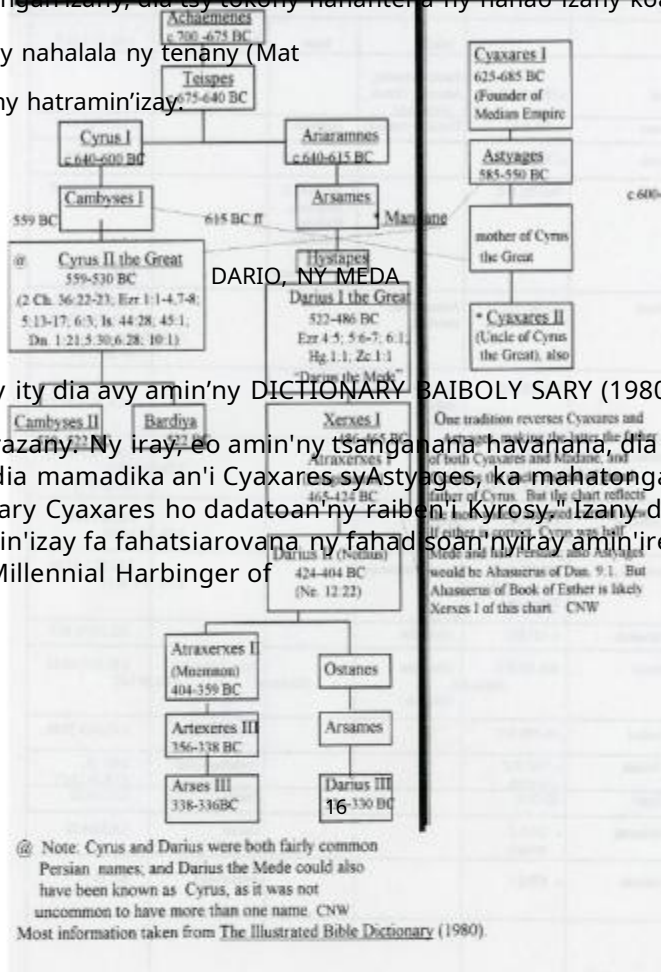 Achaemenes
c.700 -675 BC
y nahalala ny tenany (Mat
Teispes
c.675-640 BC
ny hatramin'izay.
Cyrus I
c.640-600 BC
Ariaramnes
c.640-615 BC
Cambyses I
Arsames
559 BC
615 BC ff
Hystapes
@ Cyrus II the Great
559-530 BC
(2 Ch. 36:22-23; Ezr 1:1-4,7-8;
5:13-17; 6:3; Is. 44:28; 45:1;
Dn. 1:21;5:30;6:28; 10:1)
DARIO, NY MEDA
Darius I the Great
522-486 BC
Ezr 4:5; 5:6-7; 6:1;
Hg.1:1; Zc.1:1
"Darius the Mede"
Cyaxares I
625-685 BC
(Founder of
Median Empire
Astyages
585-550 BC
mother of Cyrus
the Great
* Cyaxares II
(Uncle of Cyrus
the Great), also
y ity dia avy amin'ny DICTIONARY BAIBOLY SARY (1980
Cambyses II
Bardiya
Xerxes I
One tradition reverses Cyaxares and
razany. Ny iray, eo amin'ny tsanganana havanana, dia
of both Cyaxares and Madane, and
dia mamadika an'i Cyaxares syAstyages, ka mahatonga
465-424 BC
father of Cyrus. But the chart reflects
ary Cyaxares ho dadatoan'ny raiben'i Kyrosy." Izany d
If either is correct, Cyrus was half
in'izay fa fahatsiarovana ny fahad soan'nyiray amin'ire
Darius II (Nothus)
Mede and half Persian, also Astyages
Millennial Harbinger of
424-404 BC
(Ne. 12:22)
would be Ahasuerus of Dan. 9:1. But
Ahasuerus of Book of Esther is likely
Xerxes I of this chart. CNW
Atraxerxes II
(Mnemnon)
404-359 BC
Ostanes
Artexeres III
356-338 BC
Arsames
Arses III
338-336BC
Darius III
16
@ Note: Cyrus and Darius were both fairly common
Persian names; and Darius the Mede could also
have been known as Cyrus, as it was not
uncommon to have more than one name. CNW
Most information taken from The Illustrated Bible Dictionary (1980).